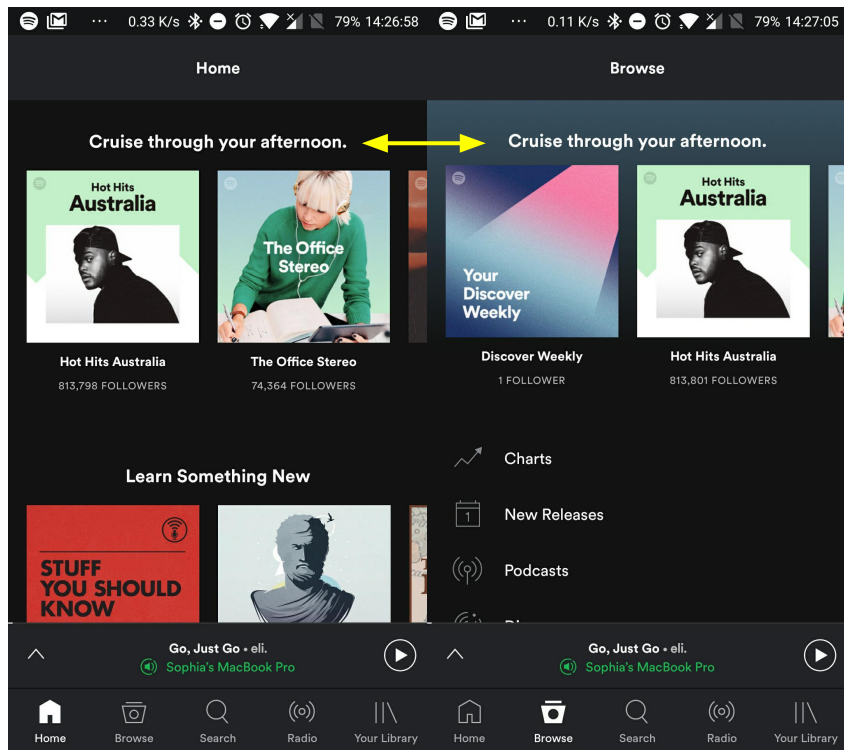 0.33 K/s 79% 14:26:58
Home
Cruise through your afternoon.
Hot Hits
Australia
The Office
Stereo
Hot Hits Australia
813,798 FOLLOWERS
The Office Stereo
74,364 FOLLOWERS
Learn Something New
STUFF
YOU SHOULD
KNOW
Go, Just Go • eli.
Sophia's MacBook Pro
Home
Browse
Search
Radio
Your Library
0.11 K/s 79% 14:27:05
Browse
Cruise through your afternoon.
Your
Discover
Weekly
Hot Hits
Australia
Discover Weekly
1 FOLLOWER
Hot Hits Australia
813,801 FOLLOWERS
Charts
1
New Releases
Podcasts
Go, Just Go • eli.
Sophia's MacBook Pro
Home
Browse
Search
Radio
Your Library